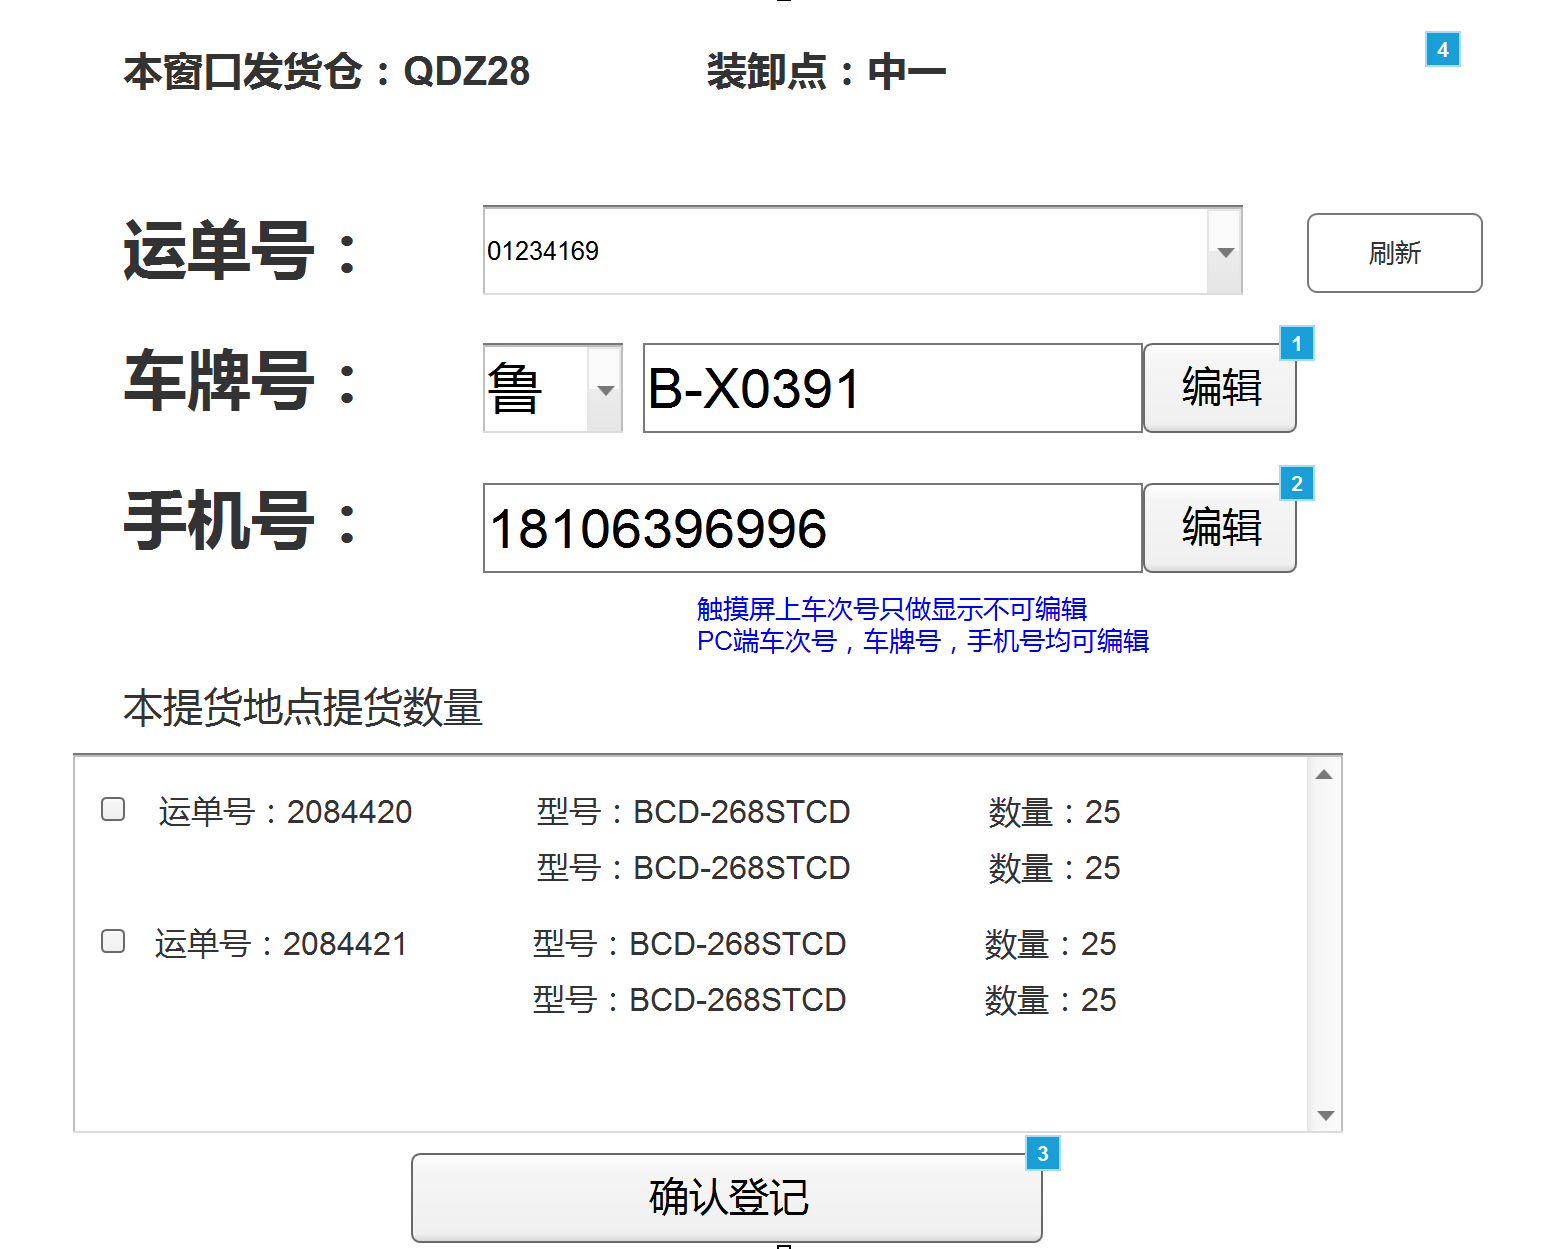 本窗口发货仓：QDZ28 装卸点：中一 4
运单号： 01234169 刷新
车牌号： 鲁 B-X0391 编辑 1
手机号： 18106396996 编辑 2
触摸屏上车次号只做显示不可编辑
PC端车次号，车牌号，手机号均可编辑
本提货地点提货数量
运单号：2084420 型号：BCD-268STCD 数量：25
型号：BCD-268STCD 数量：25
运单号：2084421 型号：BCD-268STCD 数量：25
型号：BCD-268STCD 数量：25
确认登记 3